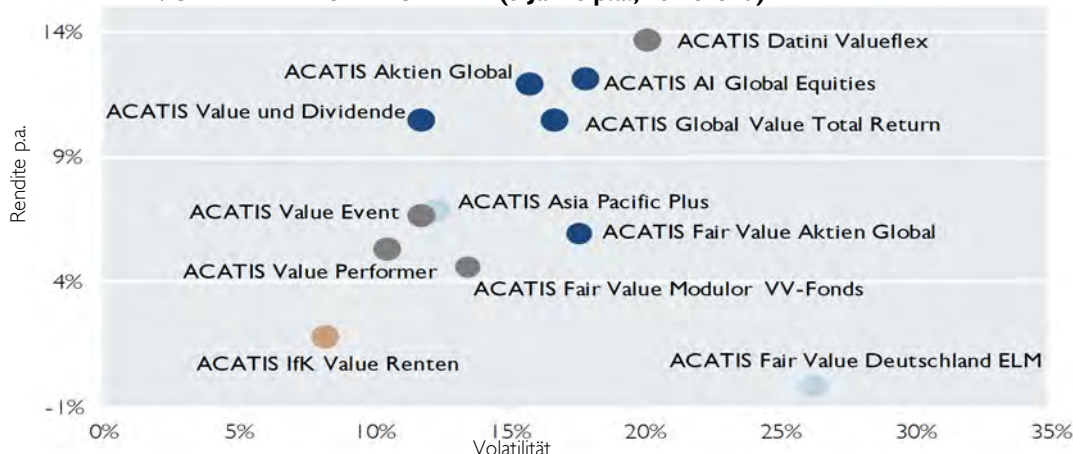 14%
ACATIS Datini Valueflex
ACATIS Aktien Global
ACATIS AI Global Equities
ACATIS Value und Dividende
ACATIS Global Value Total Return
Rendite p.a.
9%
ACATIS Asia Pacific Plus
ACATIS Value Event
ACATIS Fair Value Aktien Global
ACATIS Value Performer
4%
ACATIS Fair Value Modulor VV-Fonds
ACATIS IfK Value Renten
ACATIS Fair Value Deutschland ELM
-1%
0% 5% 10% 15% 20% 25% 30% 35%
Volatilität